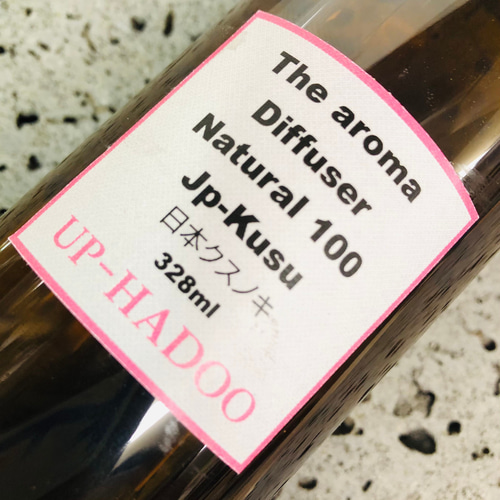 The aroma
Diffuser
Natural 100
Jp-Kusu
日本クスノキ
328ml
UP-HADOO